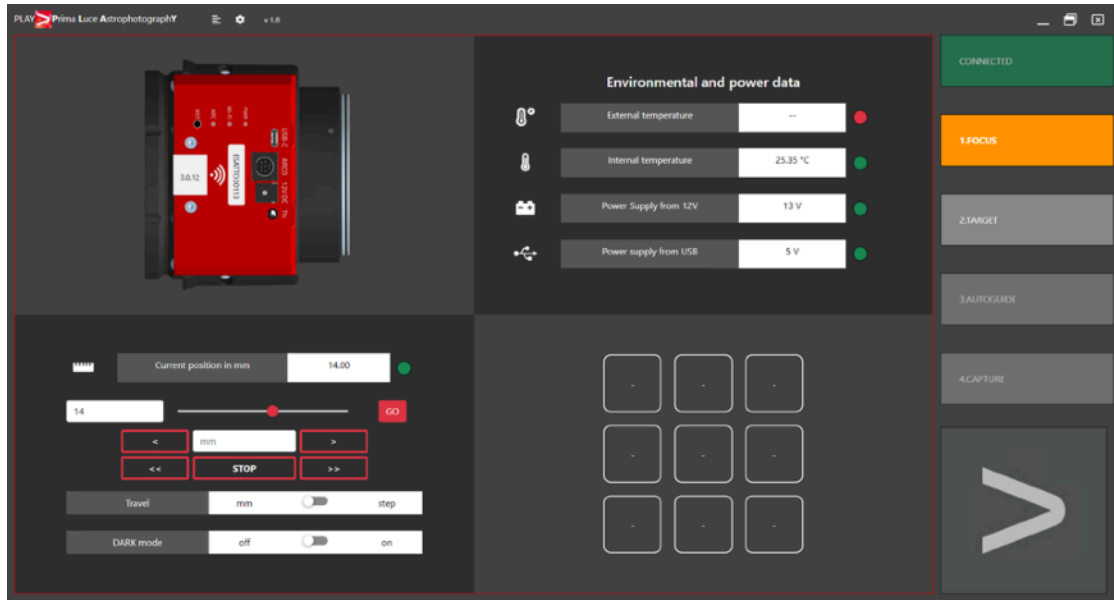 PLAY Prima Luce AstrophotographY v 1.0
USB-C ARCO 12V DC Th
3.0.12
Environmental and power data
External temperature --
Internal temperature 25.35 °C
Power Supply from 12V 13 V
Power supply from USB 5 V
Current position in mm 14.00
14 GO
< mm >
<< STOP >>
Travel mm step
DARK mode off on
- - -
- - -
- - -
CONNECTED
1.FOCUS
2.TARGET
3.AUTOGUIDE
4.CAPTURE